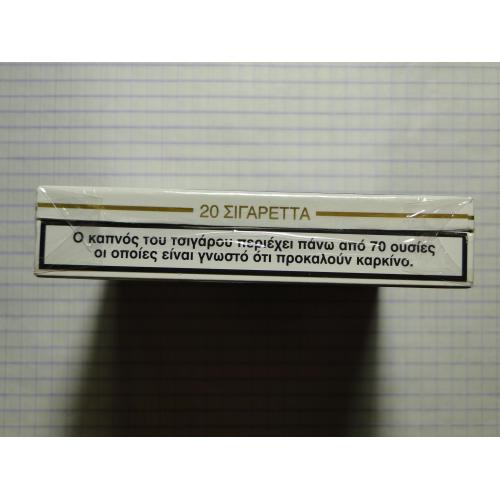 20 ΣΙΓΑΡΕΤΤΑ
Ο καπνός του τσιγάρου περιέχει πάνω από 70 ουσίες
οι οποίες είναι γνωστό ότι προκαλούν καρκίνο.